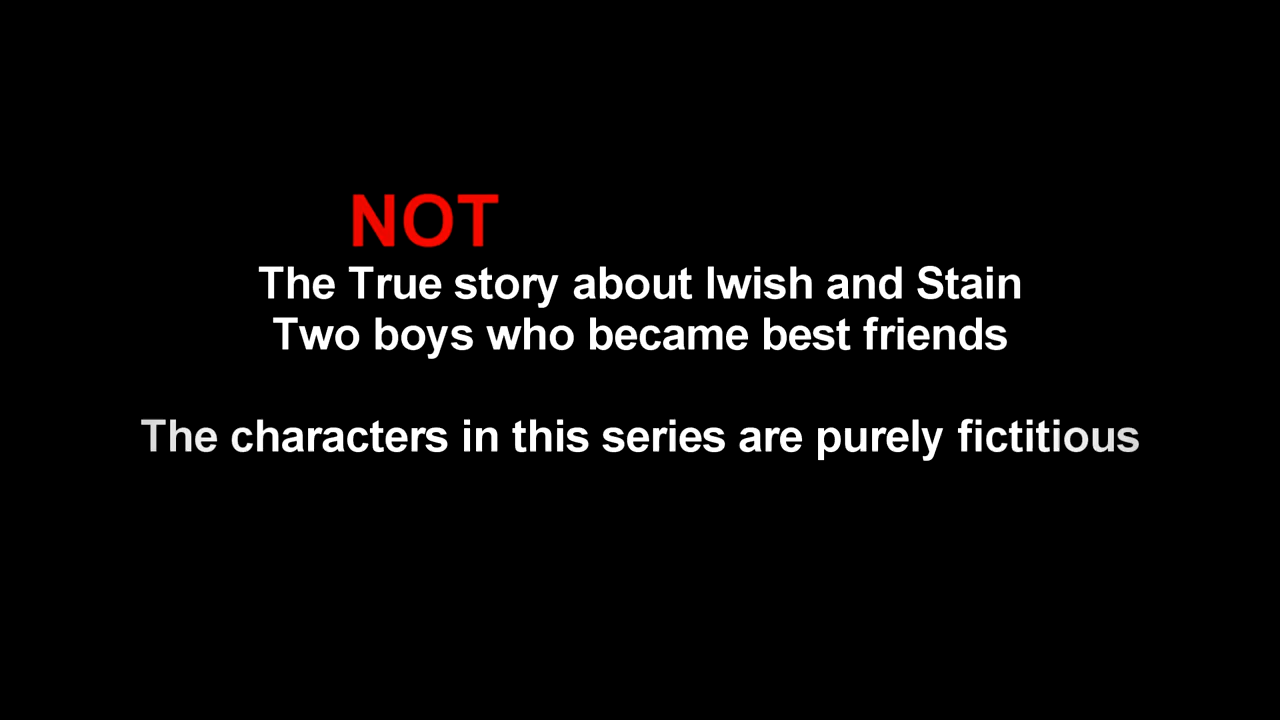 NOT
The True story about Iwish and Stain
Two boys who became best friends
The characters in this series are purely fictitious